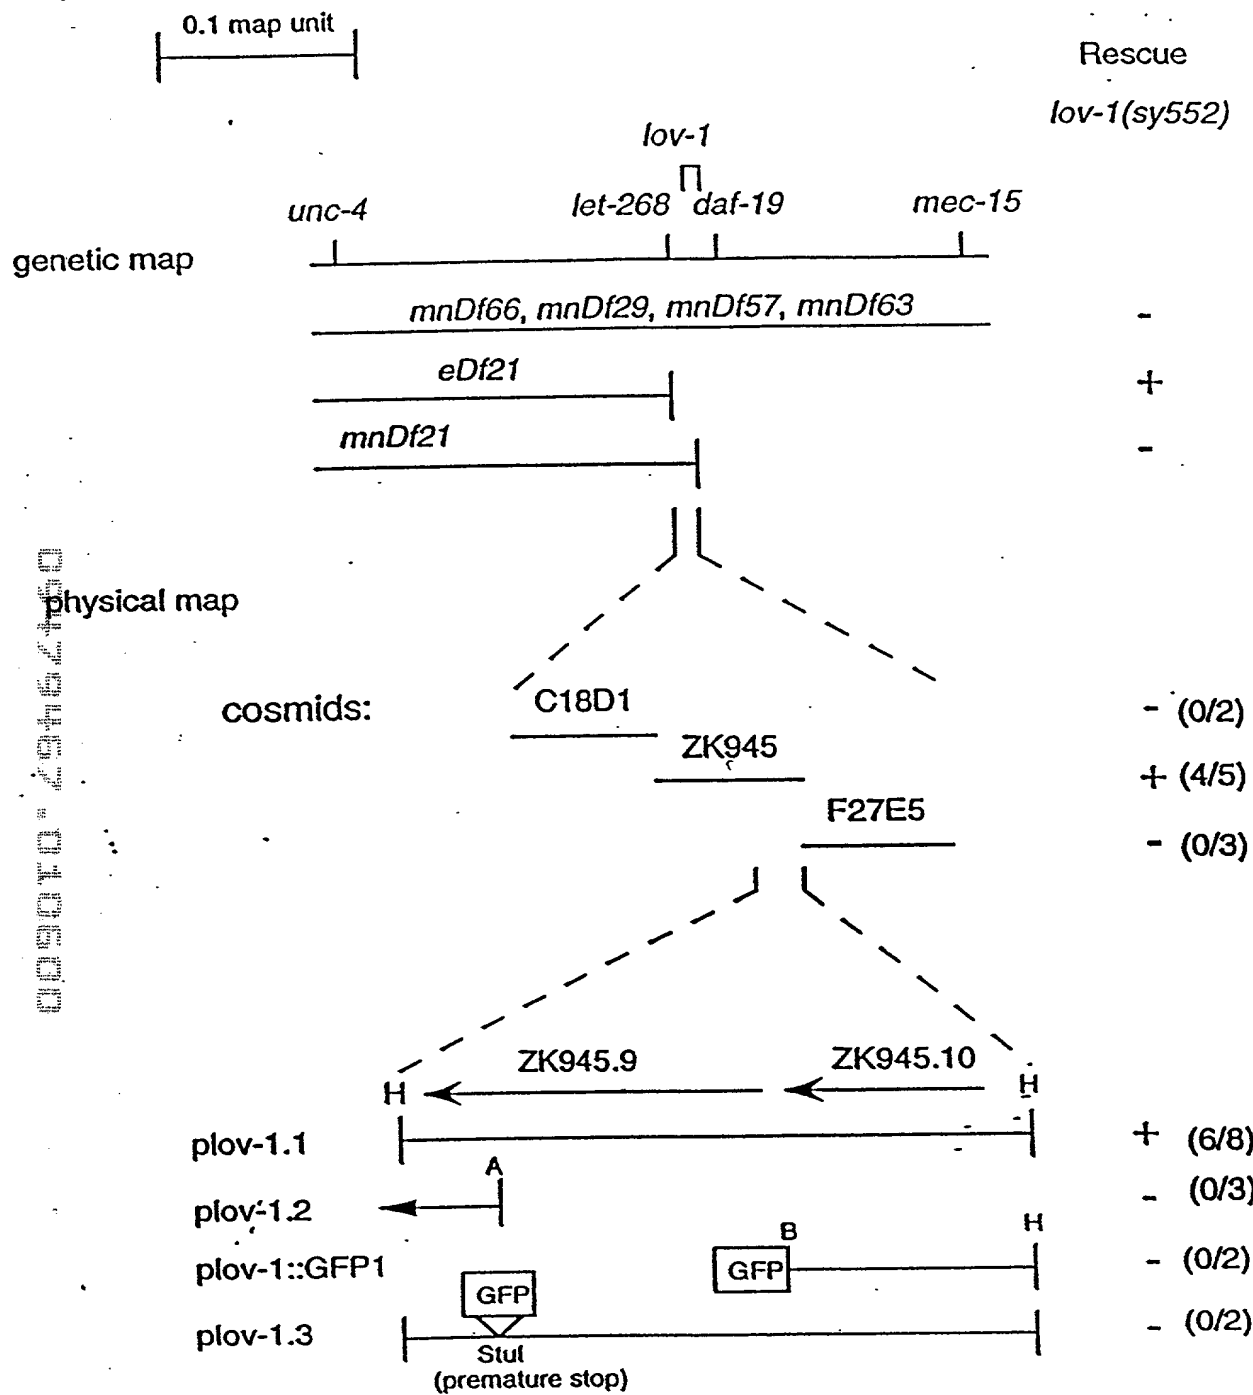 0.1 map unit
Rescue
lov-1(sy552)
lov-1
unc-4 let-268 daf-19 mec-15
genetic map
mnDf66, mnDf29, mnDf57, mnDf63 -
eDf21 +
mnDf21 -
physical map
cosmids:
C18D1 - (0/2)
ZK945 + (4/5)
F27E5 - (0/3)
ZK945.9 ZK945.10
H H
plov-1.1 + (6/8)
A
plov-1.2 - (0/3)
B H
plov-1::GFP1 GFP - (0/2)
GFP
plov-1.3 - (0/2)
StuI
(premature stop)
09479467.010600